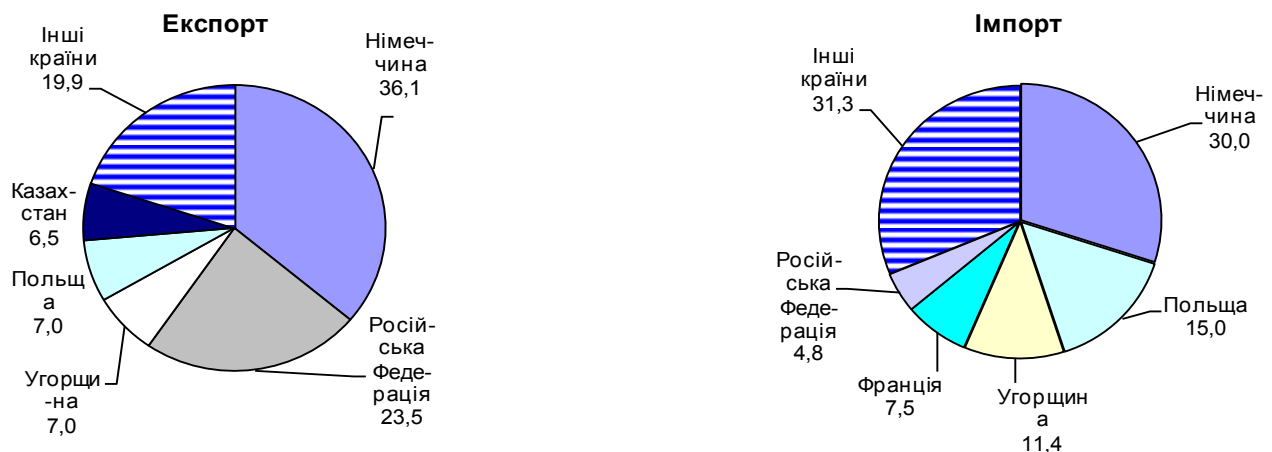 Експорт
Інші
країни
19,9
Німеч-
чина
36,1
Казах-
стан
6,5
Польщ
а
7,0
Угорщи
-на
7,0
Російй-
ська
Феде-
рація
23,5
Імпорт
Інші
країни
31,3
Німеч-
чина
30,0
Російй-
ська
Феде-
рація
4,8
Польща
15,0
Франція
7,5
Угорщин
а
11,4